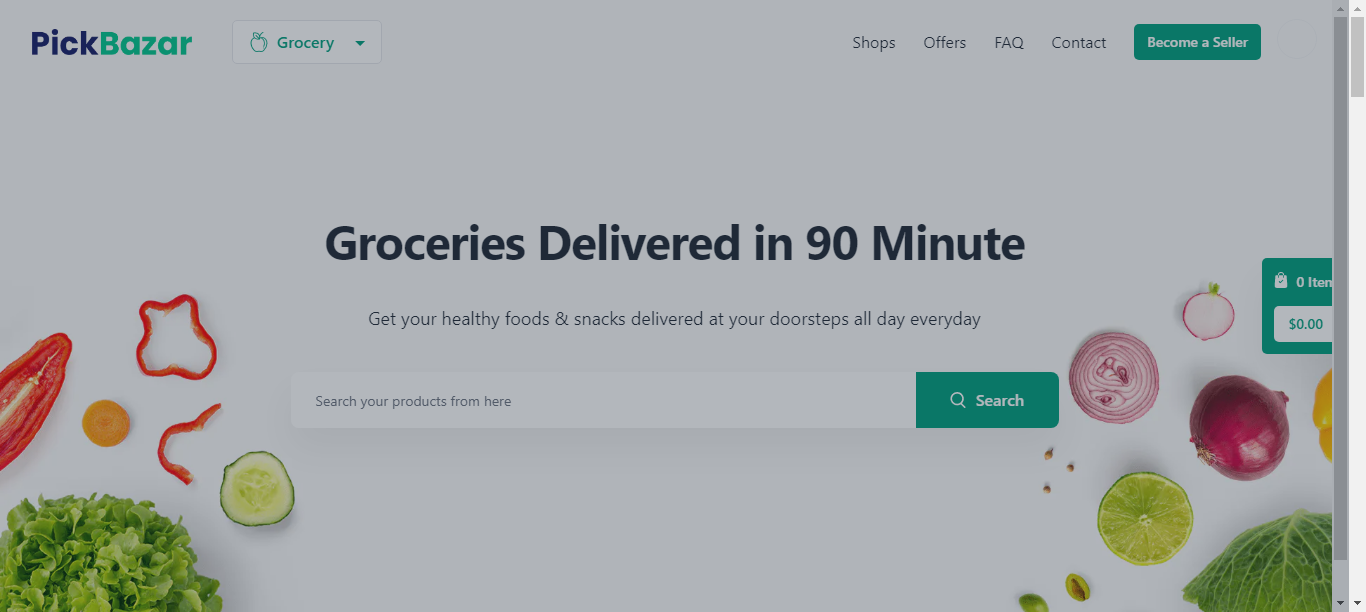 PickBazar
Grocery
Shops
Offers
FAQ
Contact
Become a Seller
Groceries Delivered in 90 Minute
Get your healthy foods & snacks delivered at your doorsteps all day everyday
0 Item
$0.00
Search your products from here
Search